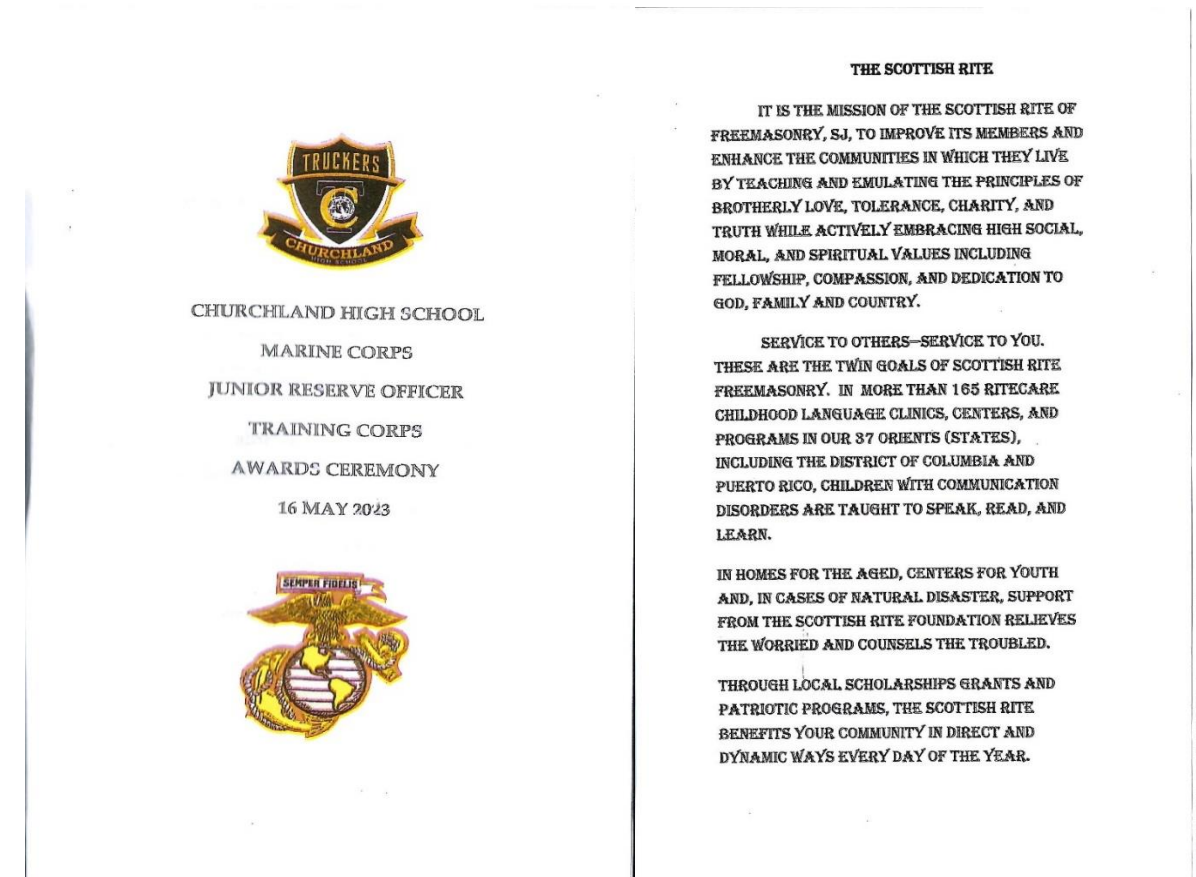 TRUCKERS
TC
CHURCHLAND
HIGH SCHOOL
CHURCHLAND HIGH SCHOOL
MARINE CORPS
JUNIOR RESERVE OFFICER
TRAINING CORPS
AWARDS CEREMONY
16 MAY 2023
SEMPER FIDELIS
THE SCOTTISH RITE
IT IS THE MISSION OF THE SCOTTISH RITE OF
FREEMASONRY, SJ, TO IMPROVE ITS MEMBERS AND
ENHANCE THE COMMUNITIES IN WHICH THEY LIVE
BY TEACHING AND EMULATING THE PRINCIPLES OF
BROTHERLY LOVE, TOLERANCE, CHARITY, AND
TRUTH WHILE ACTIVELY EMBRACING HIGH SOCIAL,
MORAL, AND SPIRITUAL VALUES INCLUDING
FELLOWSHIP, COMPASSION, AND DEDICATION TO
GOD, FAMILY AND COUNTRY.
SERVICE TO OTHERS—SERVICE TO YOU.
THESE ARE THE TWIN GOALS OF SCOTTISH RITE
FREEMASONRY. IN MORE THAN 165 RITECARE
CHILDHOOD LANGUAGE CLINICS, CENTERS, AND
PROGRAMS IN OUR 37 ORIENTS (STATES),
INCLUDING THE DISTRICT OF COLUMBIA AND
PUERTO RICO, CHILDREN WITH COMMUNICATION
DISORDERS ARE TAUGHT TO SPEAK, READ, AND
LEARN.
IN HOMES FOR THE AGED, CENTERS FOR YOUTH
AND, IN CASES OF NATURAL DISASTER, SUPPORT
FROM THE SCOTTISH RITE FOUNDATION RELIEVES
THE WORRIED AND COUNSELS THE TROUBLED.
THROUGH LOCAL SCHOLARSHIPS GRANTS AND
PATRIOTIC PROGRAMS, THE SCOTTISH RITE
BENEFITS YOUR COMMUNITY IN DIRECT AND
DYNAMIC WAYS EVERY DAY OF THE YEAR.